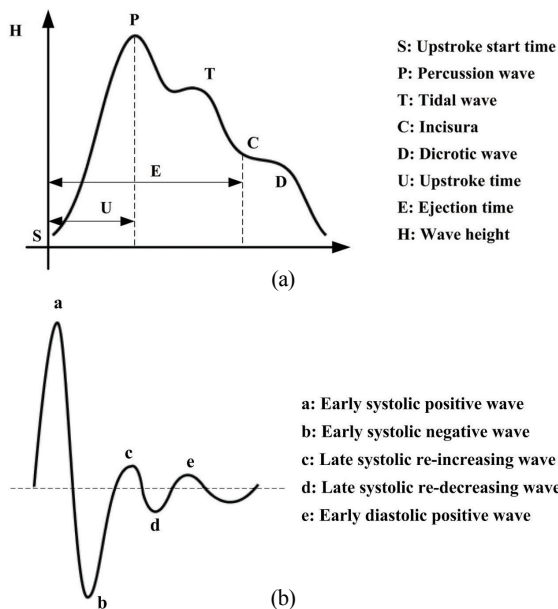 H
P
T
C
D
E
U
S
S: Upstroke start time
P: Percussion wave
T: Tidal wave
C: Incisura
D: Dicrotic wave
U: Upstroke time
E: Ejection time
H: Wave height
(a)
a
b
c
d
e
a: Early systolic positive wave
b: Early systolic negative wave
c: Late systolic re-increasing wave
d: Late systolic re-decreasing wave
e: Early diastolic positive wave
(b)